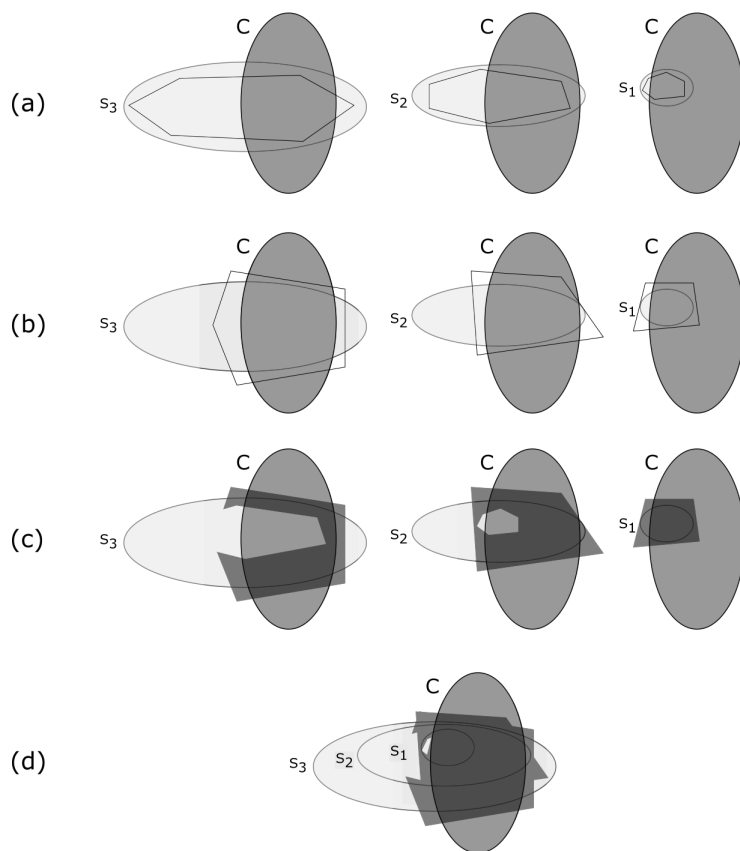 C C C
(a) s3 s2 s1
C C C
(b) s3 s2 s1
C C C
(c) s3 s2 s1
C
(d) s3 s2 s1